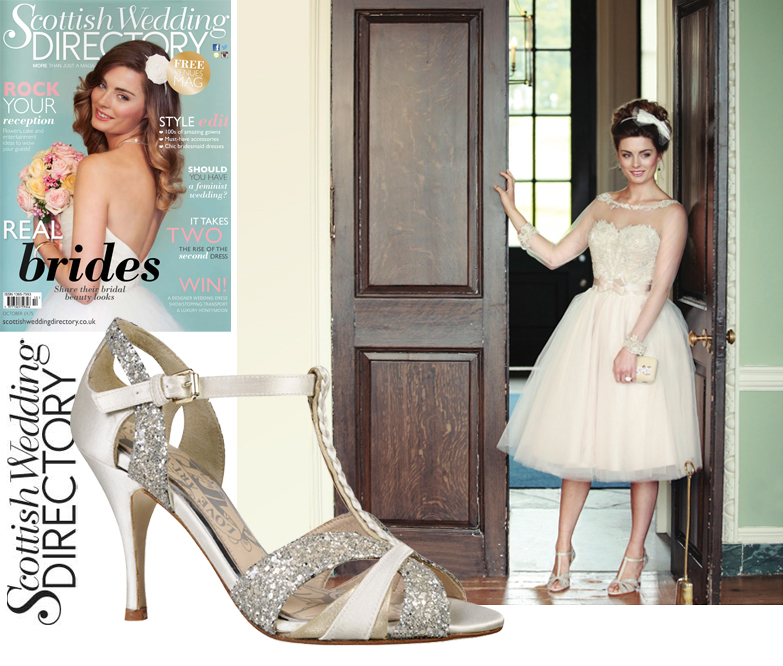 Scottish Wedding
DIRECTORY
MORE THAN JUST A MAGA
FREE
VENUES
MAG
ROCK
YOUR
reception
Flowers, cake and
entertainment
ideas to wow
your guests!
STYLE edit
100s of amazing gowns
Must-have accessories
Chic bridesmaid dresses
SHOULD
YOU HAVE
a feminist
wedding?
IT TAKES
TWO
THE RISE OF THE
second DRESS
REAL
brides
Share their bridal
beauty looks
WIN!
A DESIGNER WEDDING DRESS
SHOWSTOPPING TRANSPORT
A LUXURY HONEYMOON
scottishweddingdirectory.co.uk
Scottish Wedding
DIRECTORY
LOVE ART